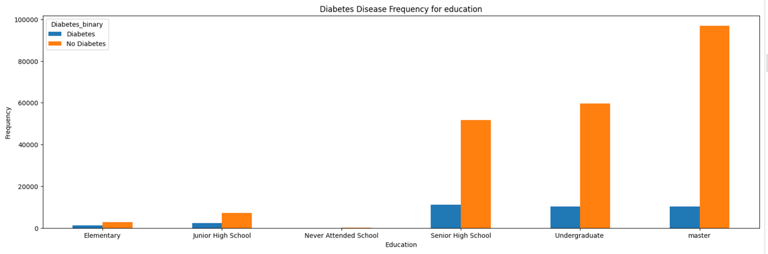 Diabetes Disease Frequency for education
Diabetes_binary
Diabetes
No Diabetes
100000
80000
60000
40000
20000
0
Frequency
Elementary
Junior High School
Never Attended School
Senior High School
Undergraduate
master
Education